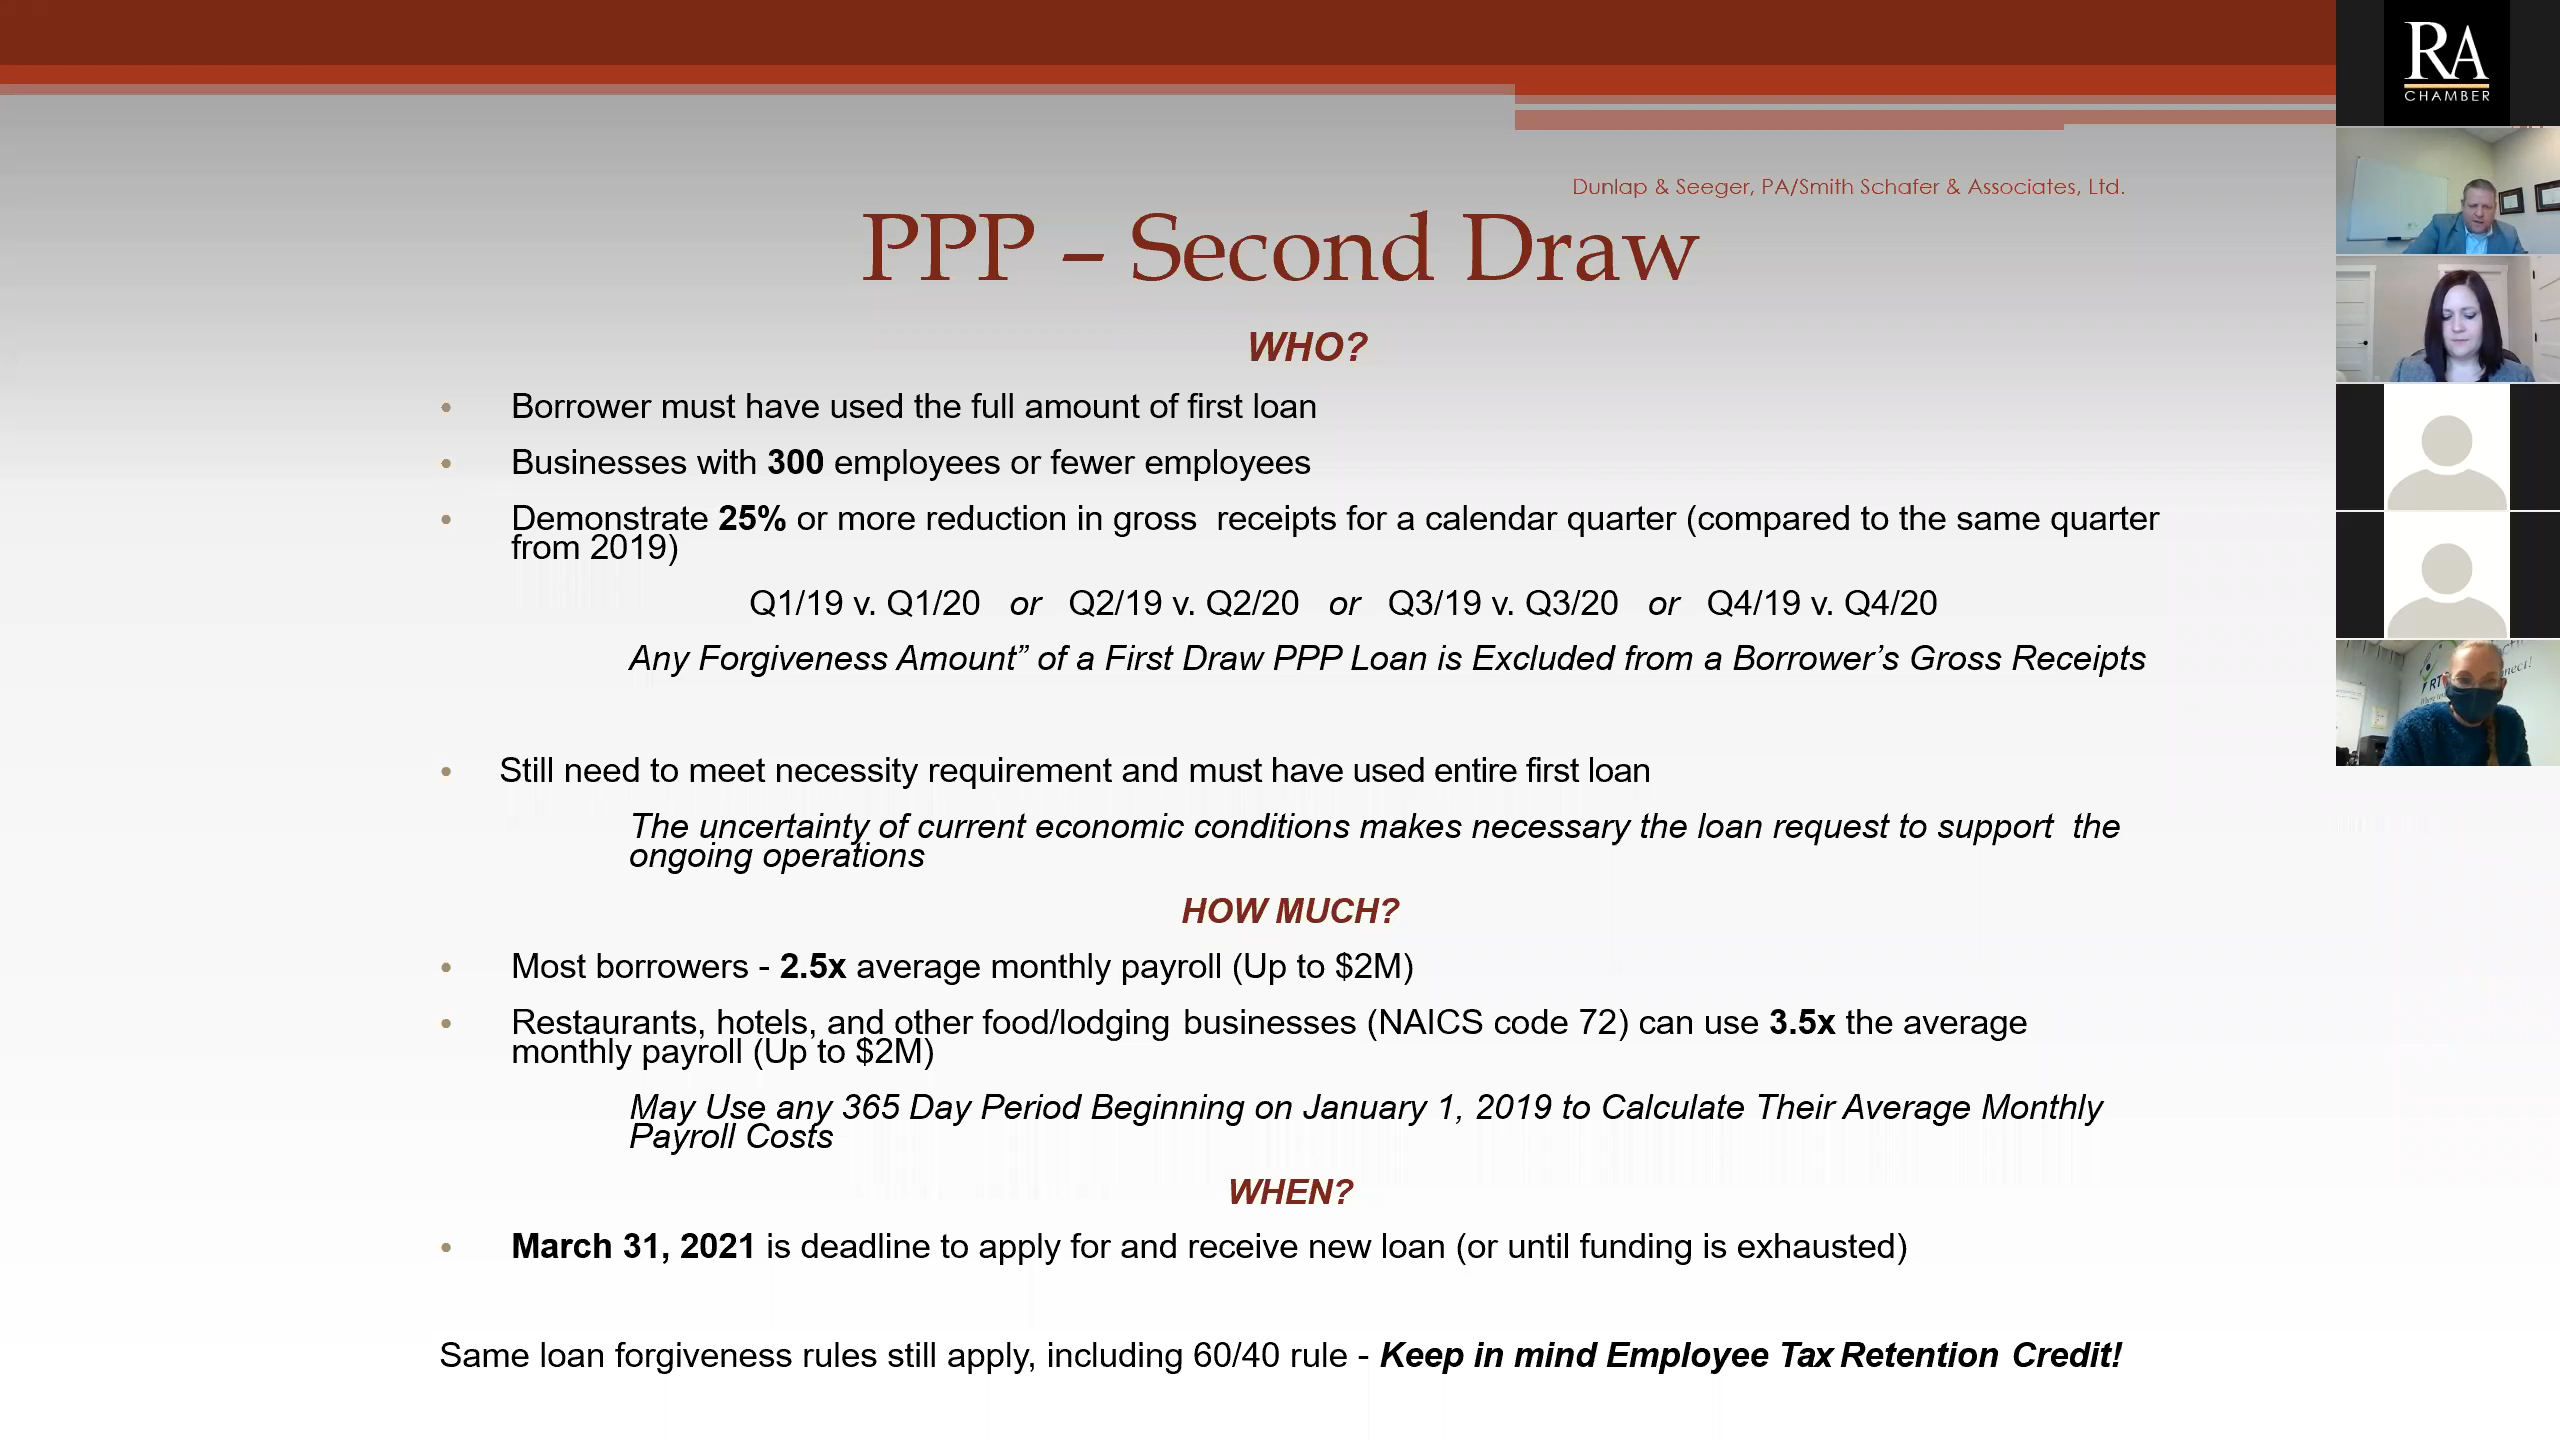 Dunlap & Seeger, PA/Smith Schafer & Associates, Ltd.
PPP – Second Draw
WHO?
• Borrower must have used the full amount of first loan
• Businesses with 300 employees or fewer employees
• Demonstrate 25% or more reduction in gross receipts for a calendar quarter (compared to the same quarter
from 2019)
Q1/19 v. Q1/20 or Q2/19 v. Q2/20 or Q3/19 v. Q3/20 or Q4/19 v. Q4/20
Any Forgiveness Amount” of a First Draw PPP Loan is Excluded from a Borrower’s Gross Receipts
• Still need to meet necessity requirement and must have used entire first loan
The uncertainty of current economic conditions makes necessary the loan request to support the
ongoing operations
HOW MUCH?
• Most borrowers - 2.5x average monthly payroll (Up to $2M)
• Restaurants, hotels, and other food/lodging businesses (NAICS code 72) can use 3.5x the average
monthly payroll (Up to $2M)
May Use any 365 Day Period Beginning on January 1, 2019 to Calculate Their Average Monthly
Payroll Costs
WHEN?
• March 31, 2021 is deadline to apply for and receive new loan (or until funding is exhausted)
Same loan forgiveness rules still apply, including 60/40 rule - Keep in mind Employee Tax Retention Credit!
RA
CHAMBER